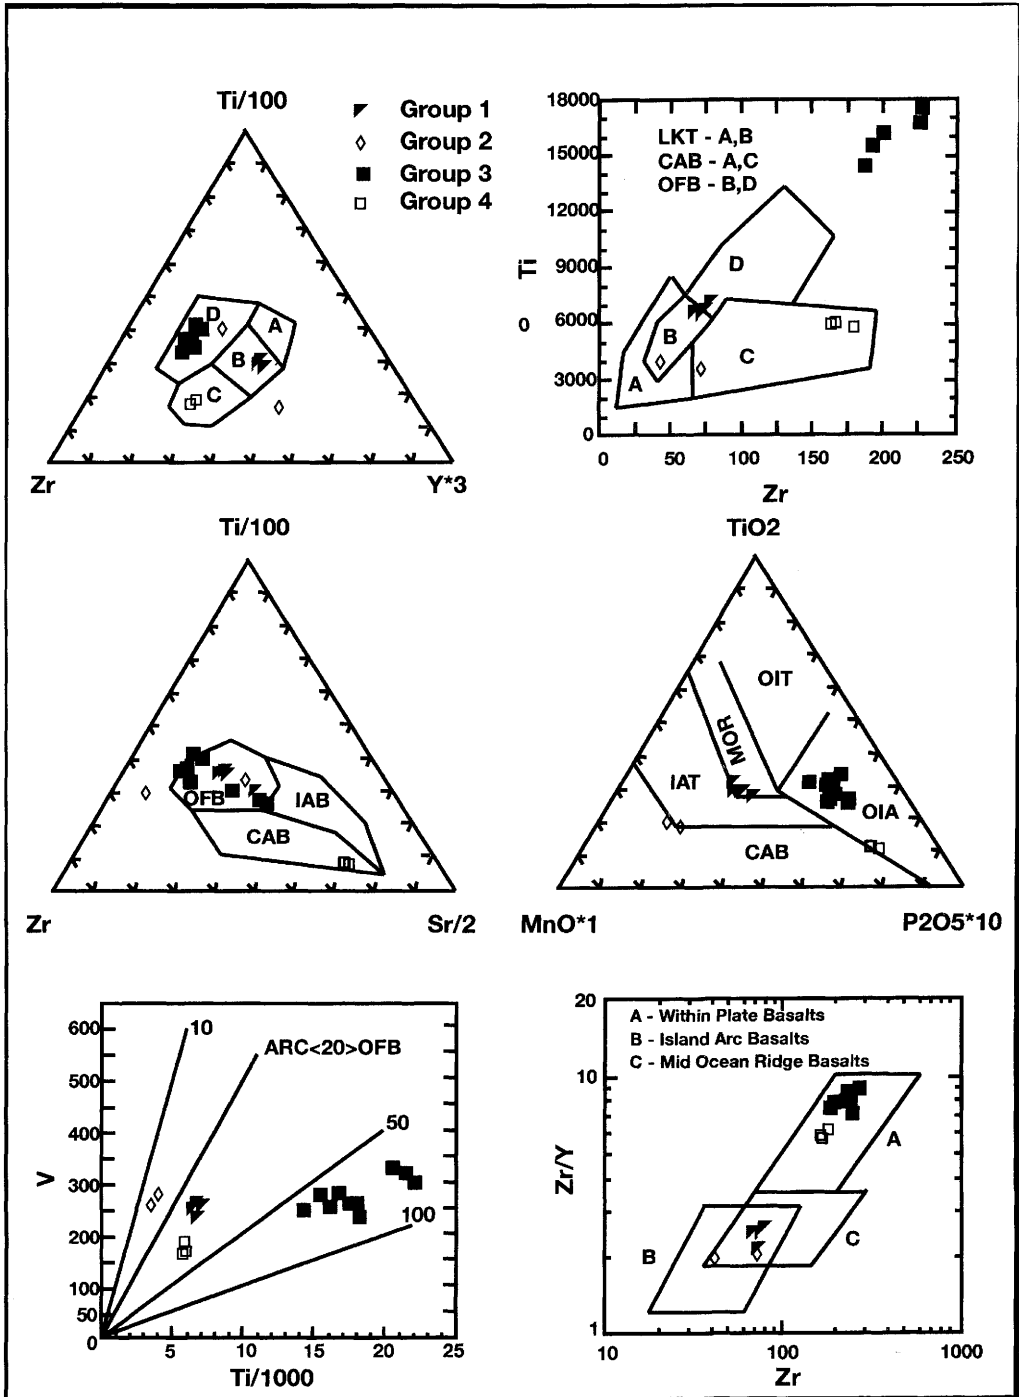 Ti/100
Group 1
Group 2
Group 3
Group 4
D
A
B
C
Zr
Y*3
18000
15000
12000
9000
6000
3000
0
Ti
O
LKT - A,B
CAB - A,C
OFB - B,D
D
B
C
A
0
50
100
150
200
250
Zr
Ti/100
OFB
IAB
CAB
Zr
Sr/2
TiO2
OIT
MOR
IAT
OIA
CAB
MnO*1
P2O5*10
600
500
400
300
200
100
50
0
V
10
ARC<20>OFB
50
100
5
10
15
20
25
Ti/1000
20
10
1
Zr/Y
A - Within Plate Basalts
B - Island Arc Basalts
C - Mid Ocean Ridge Basalts
A
B
C
10
100
1000
Zr